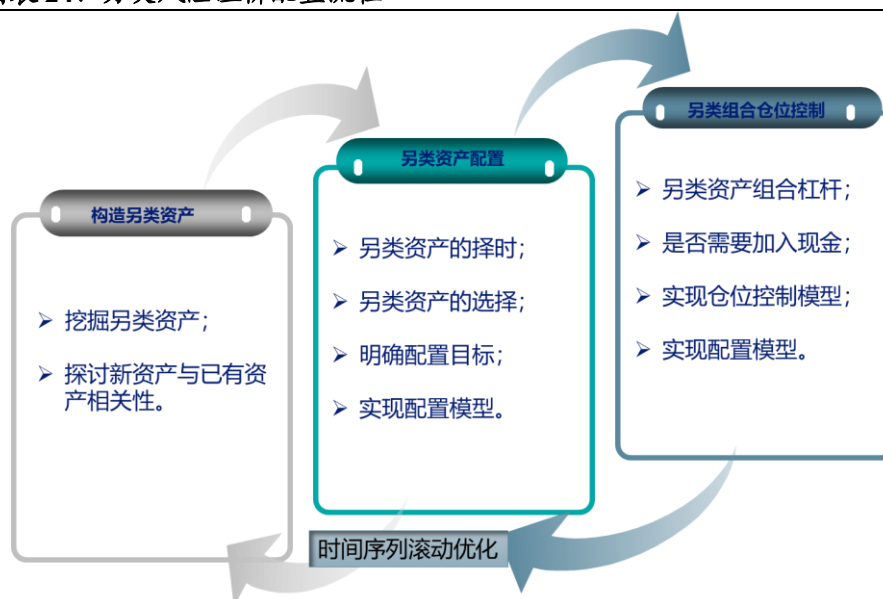 构造另类资产
➢ 挖掘另类资产；
➢ 探讨新资产与已有资
产相关性。
另类资产配置
➢ 另类资产的择时；
➢ 另类资产的选择；
➢ 明确配置目标；
➢ 实现配置模型。
另类组合仓位控制
➢ 另类资产组合杠杆；
➢ 是否需要加入现金；
➢ 实现仓位控制模型；
➢ 实现配置模型。
时间序列滚动优化